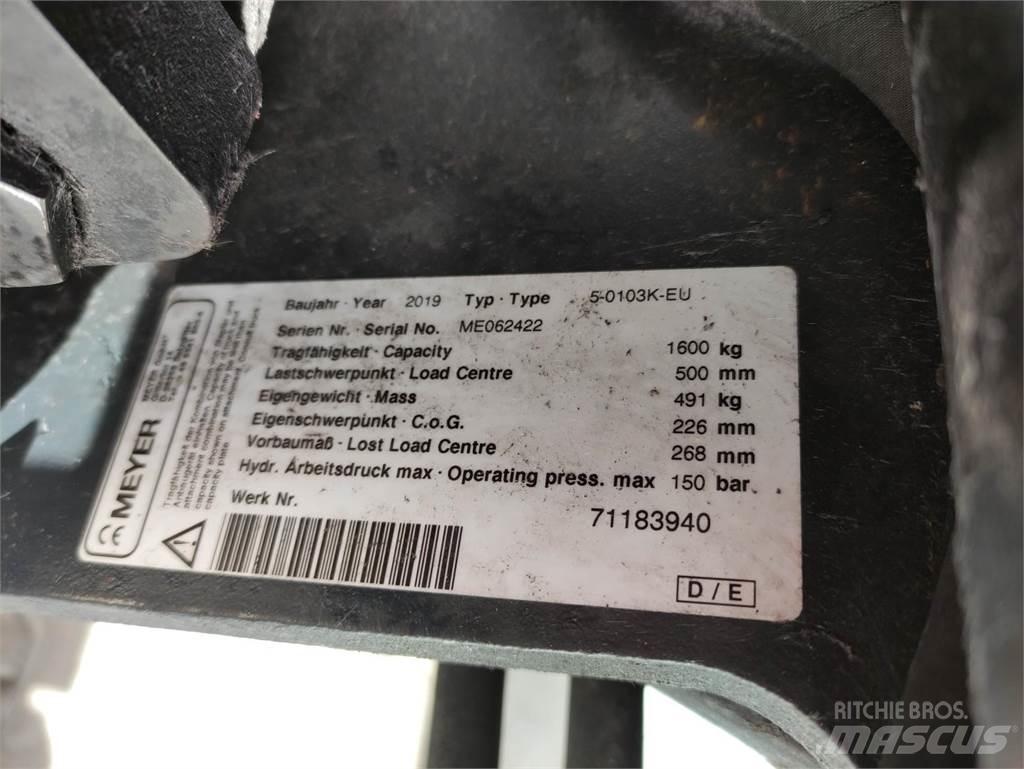 Baujahr · Year 2019 Typ · Type 5-0103K-EU
Serien Nr. · Serial No. ME062422
Tragfähigkeit · Capacity 1600 kg
Lastschwerpunkt · Load Centre 500 mm
Eigengewicht · Mass 491 kg
Eigenschwerpunkt · C.o.G. 226 mm
Vorbaumaß · Lost Load Centre 268 mm
Hydr. Arbeitsdruck max · Operating press. max 150 bar
Werk Nr. 71183940
D / E
MEYER
RITCHIE BROS.
MASCUS